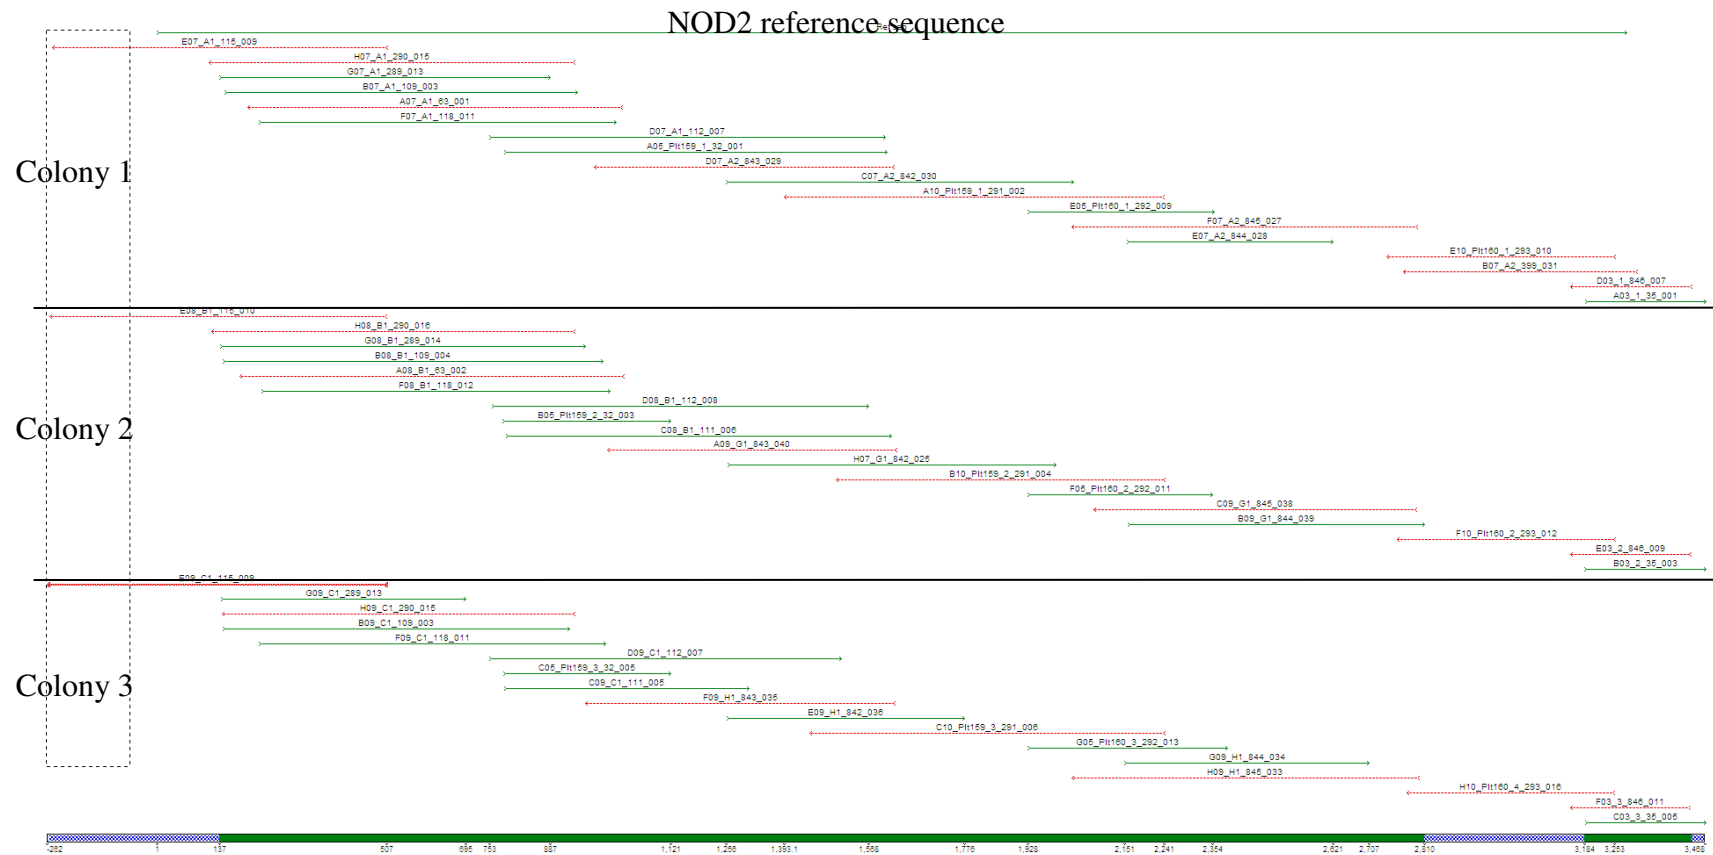 NOD2 reference sequence
E07_A1_115_009
H07_A1_290_015
G07_A1_289_013
B07_A1_109_003
A07_A1_63_001
F07_A1_118_011
D07_A1_112_007
A05_Plt159_1_32_001
D07_A2_843_029
Colony 1
C07_A2_842_030
A10_Plt159_1_291_002
E05_Plt160_1_292_009
F07_A2_845_027
E07_A2_844_028
E10_Plt160_1_293_010
B07_A2_399_031
D03_1_846_007
A03_1_35_001
E08_B1_115_010
H08_B1_290_016
G08_B1_289_014
B08_B1_109_004
A08_B1_63_002
F08_B1_118_012
D08_B1_112_008
B05_Plt159_2_32_003
Colony 2
C08_B1_111_006
A09_G1_843_040
H07_G1_842_025
B10_Plt159_2_291_004
F05_Plt160_2_292_011
C09_G1_845_038
B09_G1_844_039
F10_Plt160_2_293_012
E03_2_846_009
B03_2_35_003
E09_C1_115_009
G09_C1_289_013
H09_C1_290_015
B09_C1_109_003
F09_C1_118_011
D09_C1_112_007
C05_Plt159_3_32_005
Colony 3
C09_C1_111_005
F09_H1_843_035
E09_H1_842_036
C10_Plt159_3_291_006
G05_Plt160_3_292_013
G09_H1_844_034
H09_H1_845_033
H10_Plt160_4_293_016
F03_3_846_011
C03_3_35_005
-262 1 137 507 695 753 887 1,121 1,256 1,393.1 1,568 1,776 1,928 2,151 2,241 2,354 2,621 2,707 2,810 3,184 3,253 3,468